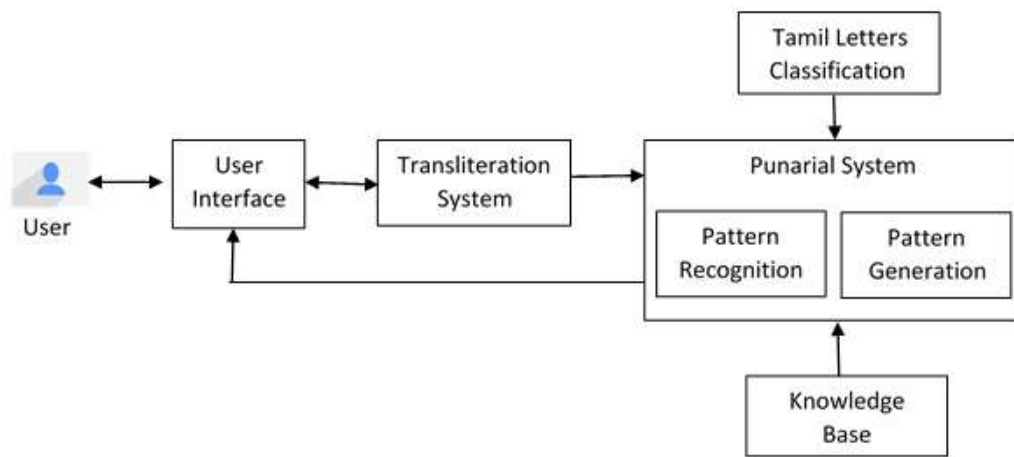 Tamil Letters
Classification
User
Interface
Transliteration
System
Punarial System
User
Pattern
Recognition
Pattern
Generation
Knowledge
Base